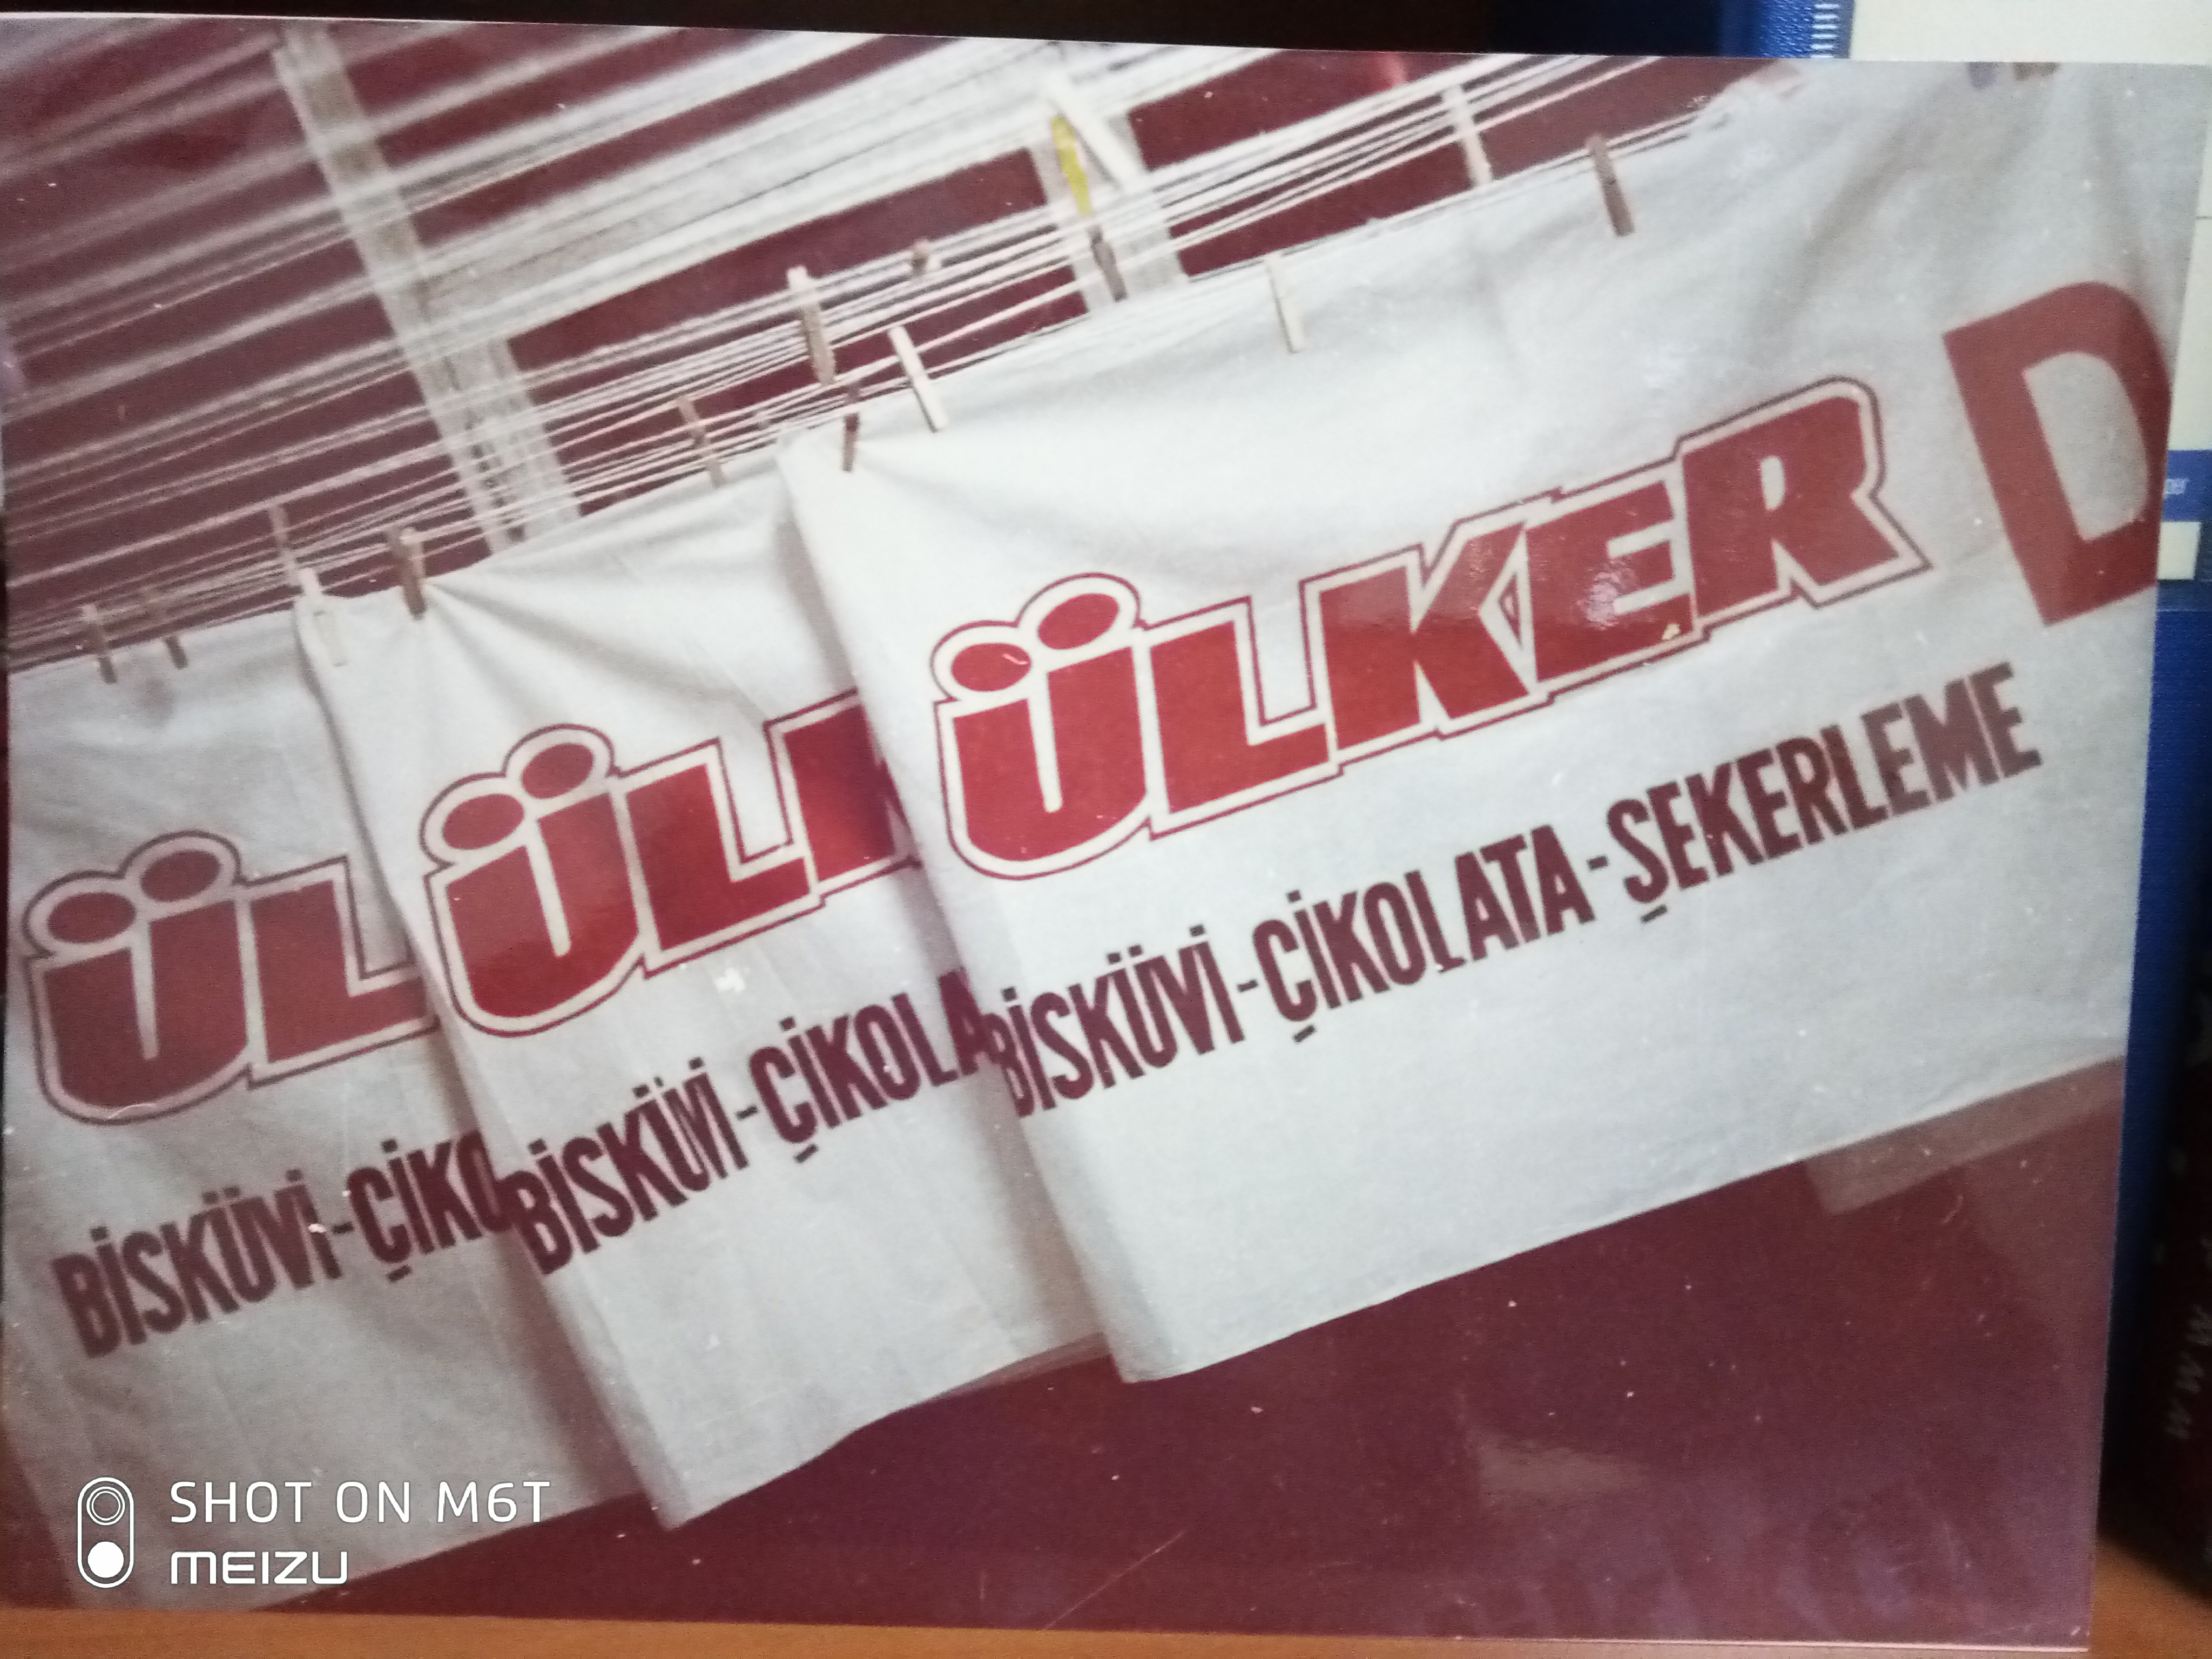 ÜLKER
D
BİSKÜVİ-ÇİKOLATA-ŞEKERLEME
ÜLK
BİSKÜVİ-ÇİKOLA
ÜL
BİSKÜVİ-ÇİKO
SHOT ON M6T
MEIZU